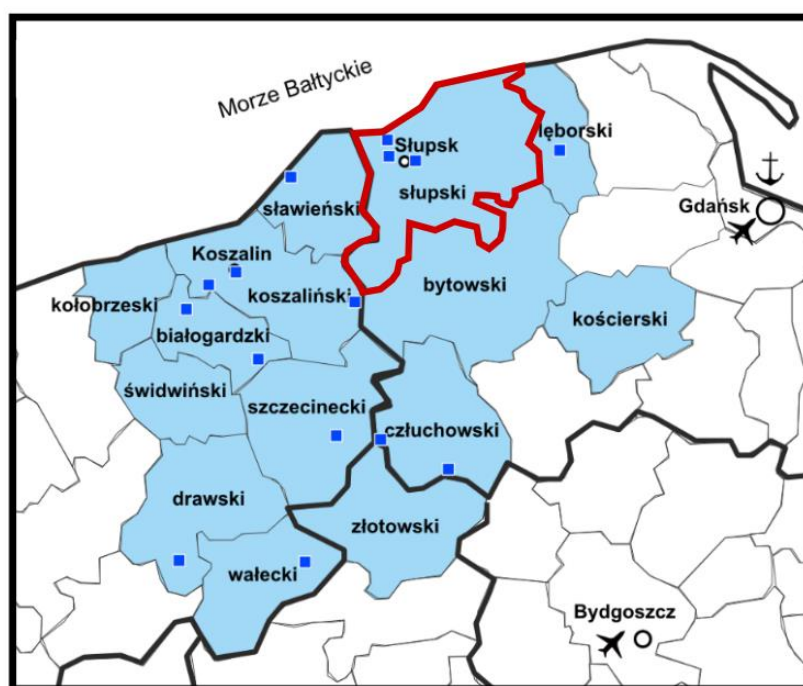 Morze Bałtyckie
Słupsk
lęborski
słupski
sławieński
Gdańsk
Koszalin
bytowski
koszaliński
kołobrzeski
kościerski
białogardzki
świdwiński
szczecinecki
człuchowski
drawski
złotowski
wałecki
Bydgoszcz